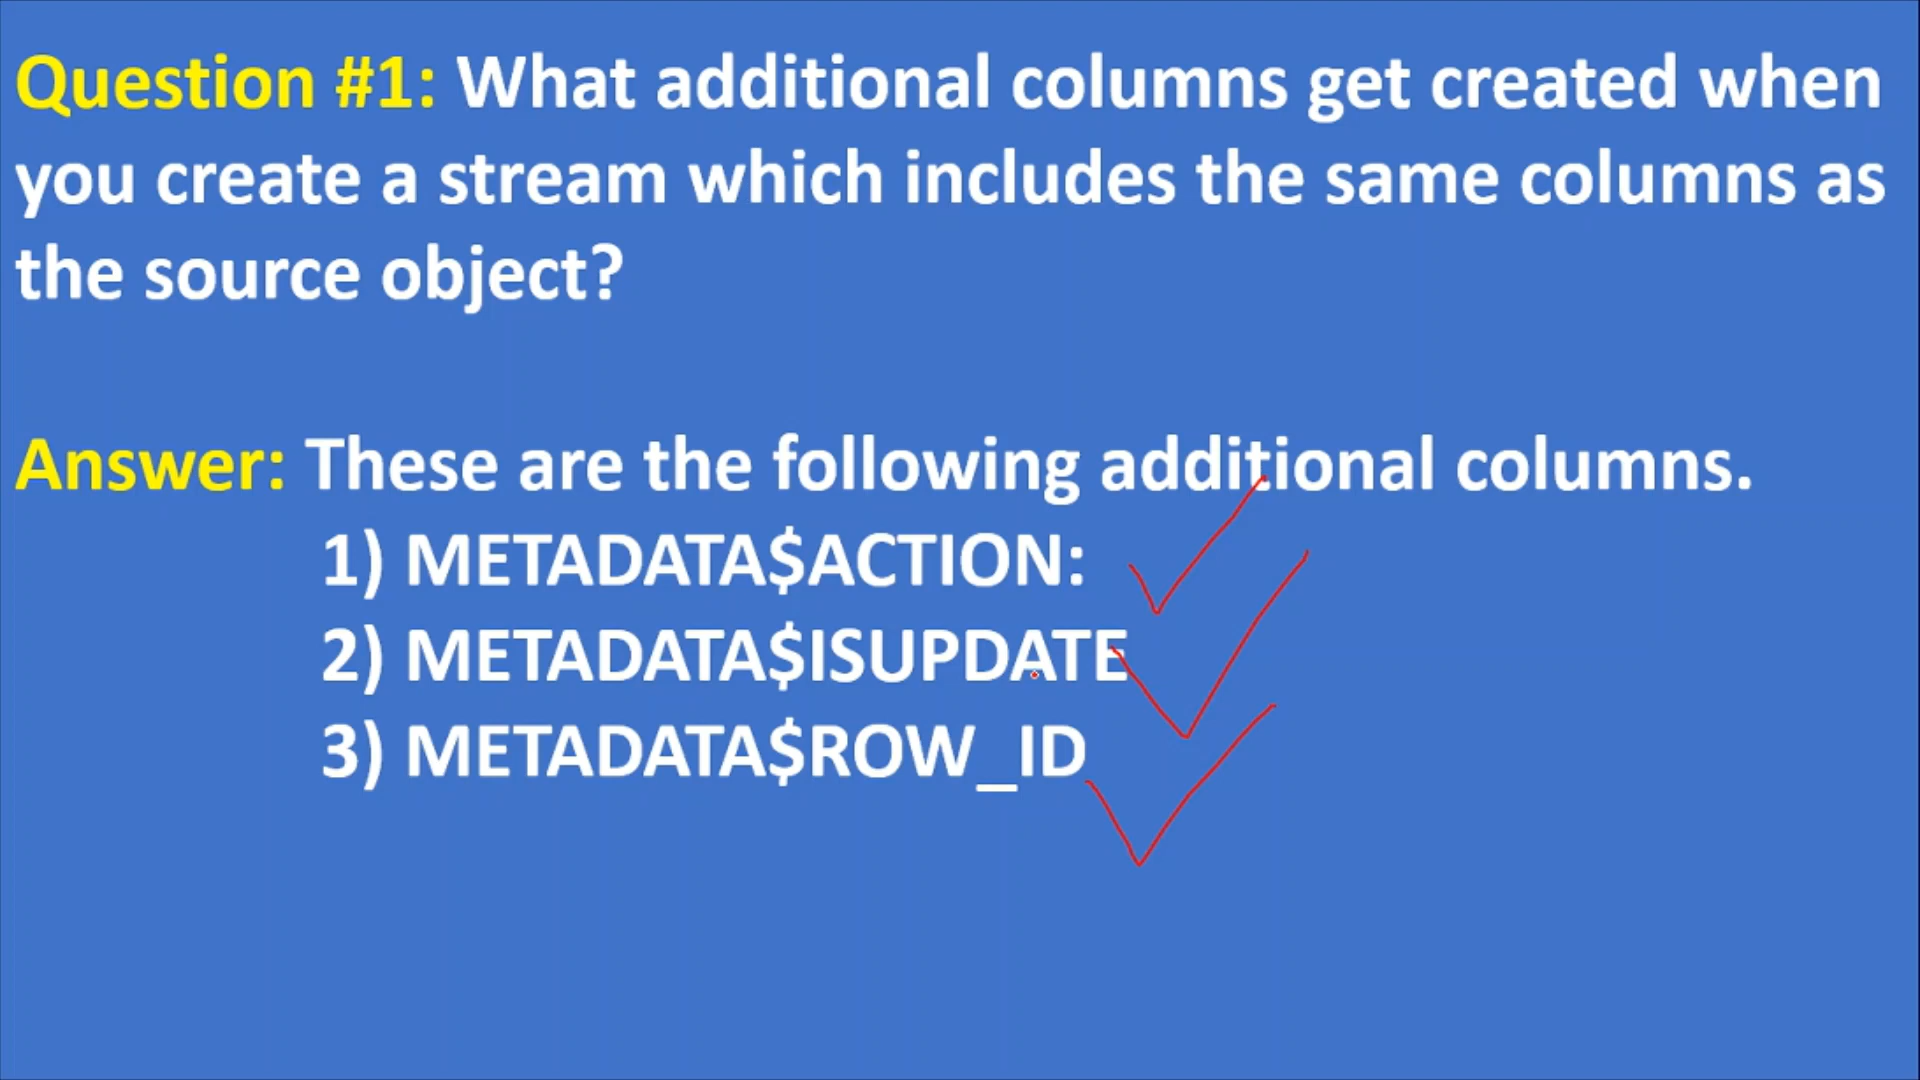 Question #1: What additional columns get created when
you create a stream which includes the same columns as
the source object?
Answer: These are the following additional columns.
1) METADATA$ACTION:
2) METADATA$ISUPDATE
3) METADATA$ROW_ID